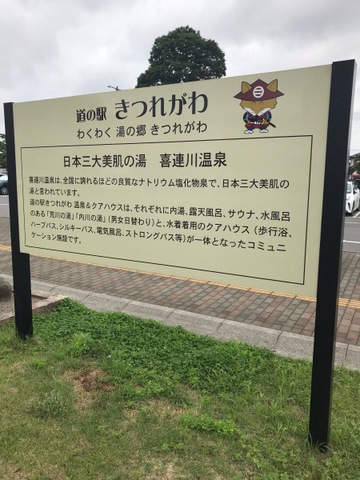 道の駅 きつれがわ
わくわく 湯の郷 きつれがわ
日本三大美肌の湯 喜連川温泉
喜連川温泉は、全国に誇れるほどの良質なナトリウム塩化物泉で、日本三大美肌の
湯と言われています。
道の駅きつれがわ 温泉&クアハウスは、それぞれに内湯、露天風呂、サウナ、水風呂
のある「荒川の湯」「内川の湯」(男女日替わり)と、水着着用のクアハウス(歩行浴、
ハーブバス、シルキーバス、電気風呂、ストロングバス等)が一体となったコミュニ
ケーション施設です。